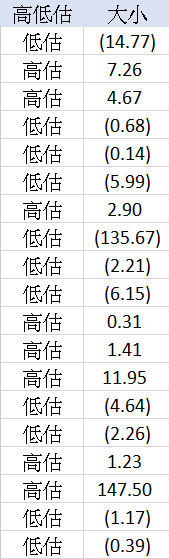 高低估 大小
低估 (14.77)
高估 7.26
高估 4.67
低估 (0.68)
低估 (0.14)
低估 (5.99)
高估 2.90
低估 (135.67)
低估 (2.21)
低估 (6.15)
高估 0.31
高估 1.41
高估 11.95
低估 (4.64)
低估 (2.26)
高估 1.23
高估 147.50
低估 (1.17)
低估 (0.39)